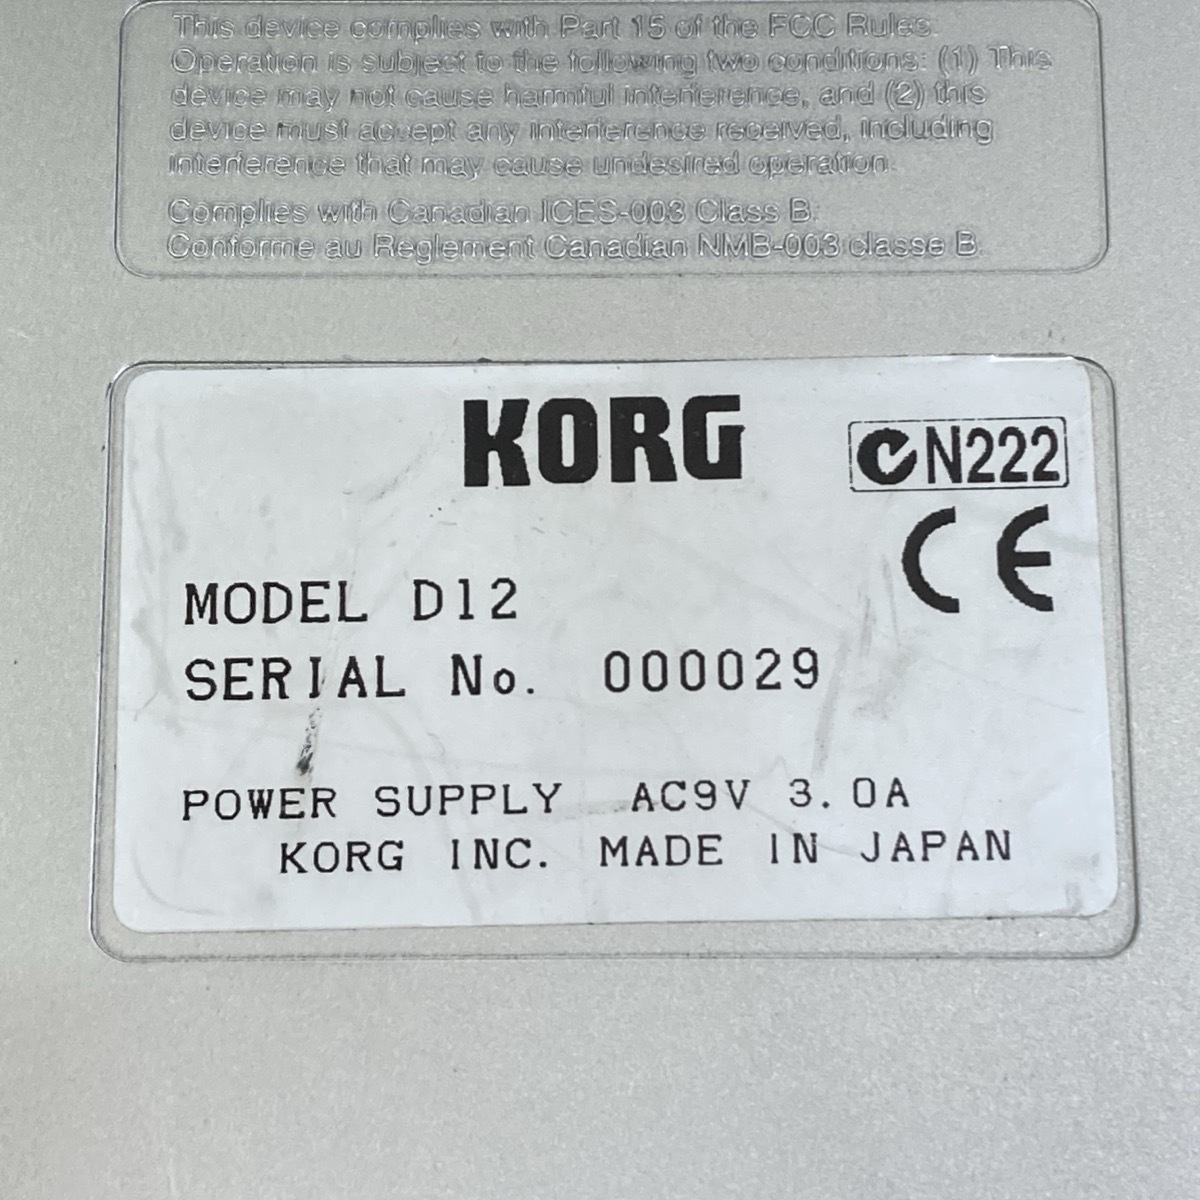 This device complies with Part 15 of the FCC Rules.
Operation is subject to the following two conditions: (1) This
device may not cause harmful interference, and (2) this
device must accept any interference received, including
interference that may cause undesired operation.
Complies with Canadian ICES-003 Class B.
Conforme au Reglement Canadian NMB-003 classe B.
KORG
N222
CE
MODEL D12
SERIAL No. 000029
POWER SUPPLY AC9V 3.0A
KORG INC. MADE IN JAPAN